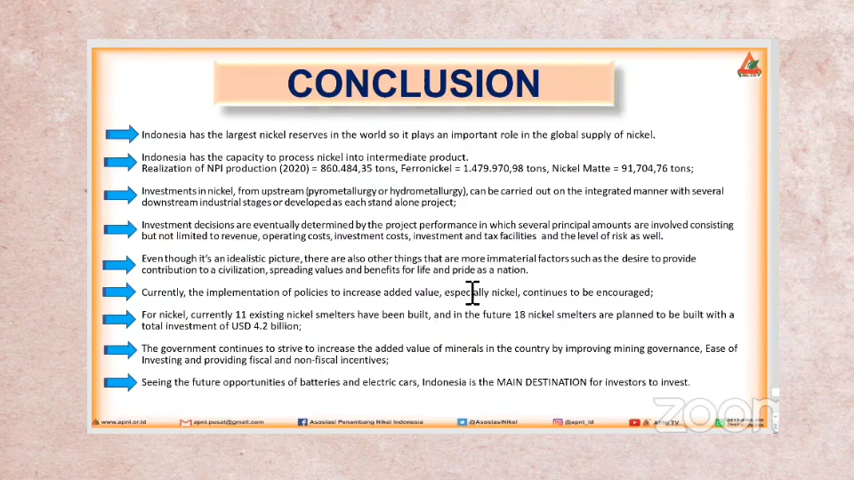 CONCLUSION
Indonesia has the largest nickel reserves in the world so it plays an important role in the global supply of nickel.
Indonesia has the capacity to process nickel into intermediate product.
Realization of NPI production (2020) = 860.484,35 tons, Ferronickel = 1.479.970,98 tons, Nickel Matte = 91,704,76 tons;
Investments in nickel, from upstream (pyrometallurgy or hydrometallurgy), can be carried out on the integrated manner with several
downstream industrial stages or developed as each stand alone project;
Investment decisions are eventually determined by the project performance in which several principal amounts are involved consisting
but not limited to revenue, operating costs, investment costs, investment and tax facilities and the level of risk as well.
Even though it's an idealistic picture, there are also other things that are more immaterial factors such as the desire to provide
contribution to a civilization, spreading values and benefits for life and pride as a nation.
Currently, the implementation of policies to increase added value, especially nickel, continues to be encouraged;
For nickel, currently 11 existing nickel smelters have been built, and in the future 18 nickel smelters are planned to be built with a
total investment of USD 4.2 billion;
The government continues to strive to increase the added value of minerals in the country by improving mining governance, Ease of
Investing and providing fiscal and non-fiscal incentives;
Seeing the future opportunities of batteries and electric cars, Indonesia is the MAIN DESTINATION for investors to invest.
www.apni.or.id apni.pusat@gmail.com Asosiasi Penambang Nikel Indonesia @AsosiasiNikel @apni_id TV
zoom